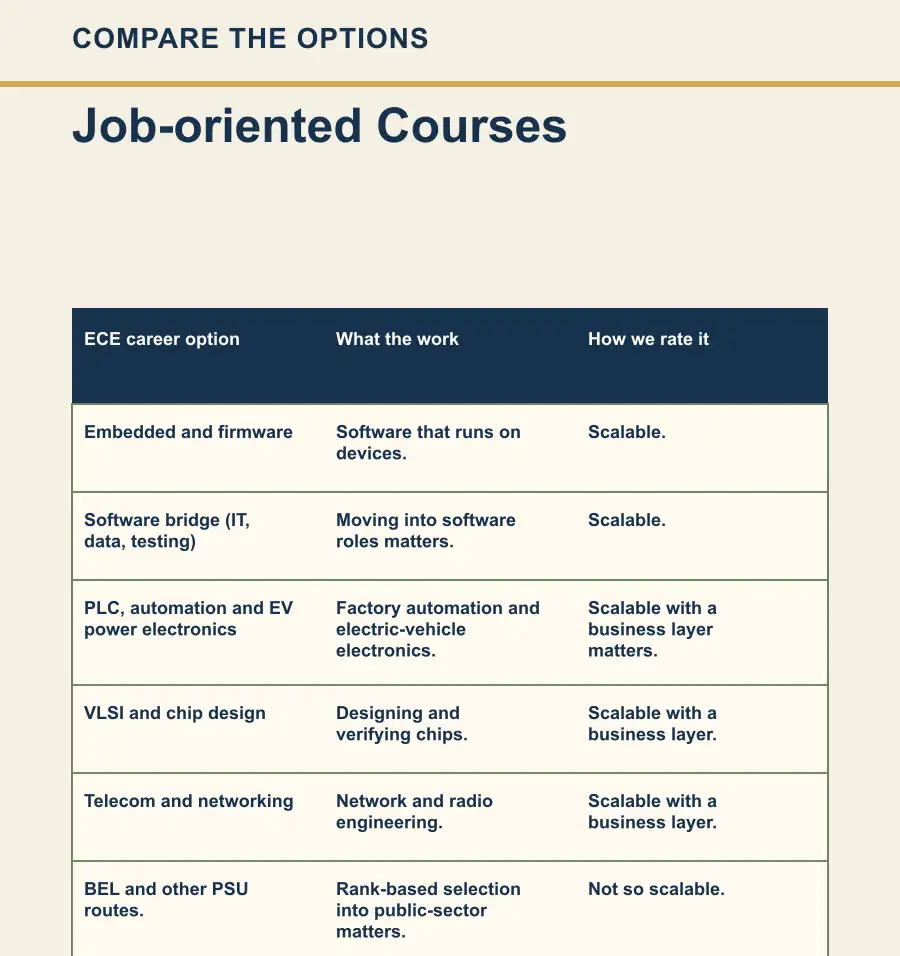 COMPARE THE OPTIONS
Job-oriented Courses
ECE career option
What the work
How we rate it
Embedded and firmware
Software that runs on
devices.
Scalable.
Software bridge (IT,
data, testing)
Moving into software
roles matters.
Scalable.
PLC, automation and EV
power electronics
Factory automation and
electric-vehicle
electronics.
Scalable with a
business layer
matters.
VLSI and chip design
Designing and
verifying chips.
Scalable with a
business layer.
Telecom and networking
Network and radio
engineering.
Scalable with a
business layer.
BEL and other PSU
routes.
Rank-based selection
into public-sector
matters.
Not so scalable.